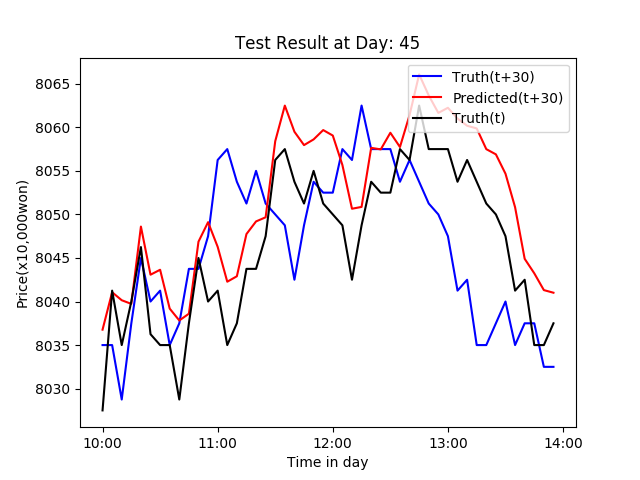 Test Result at Day: 45
Truth(t+30)
Predicted(t+30)
Truth(t)
Price(x10,000won)
8065
8060
8055
8050
8045
8040
8035
8030
10:00 11:00 12:00 13:00 14:00
Time in day